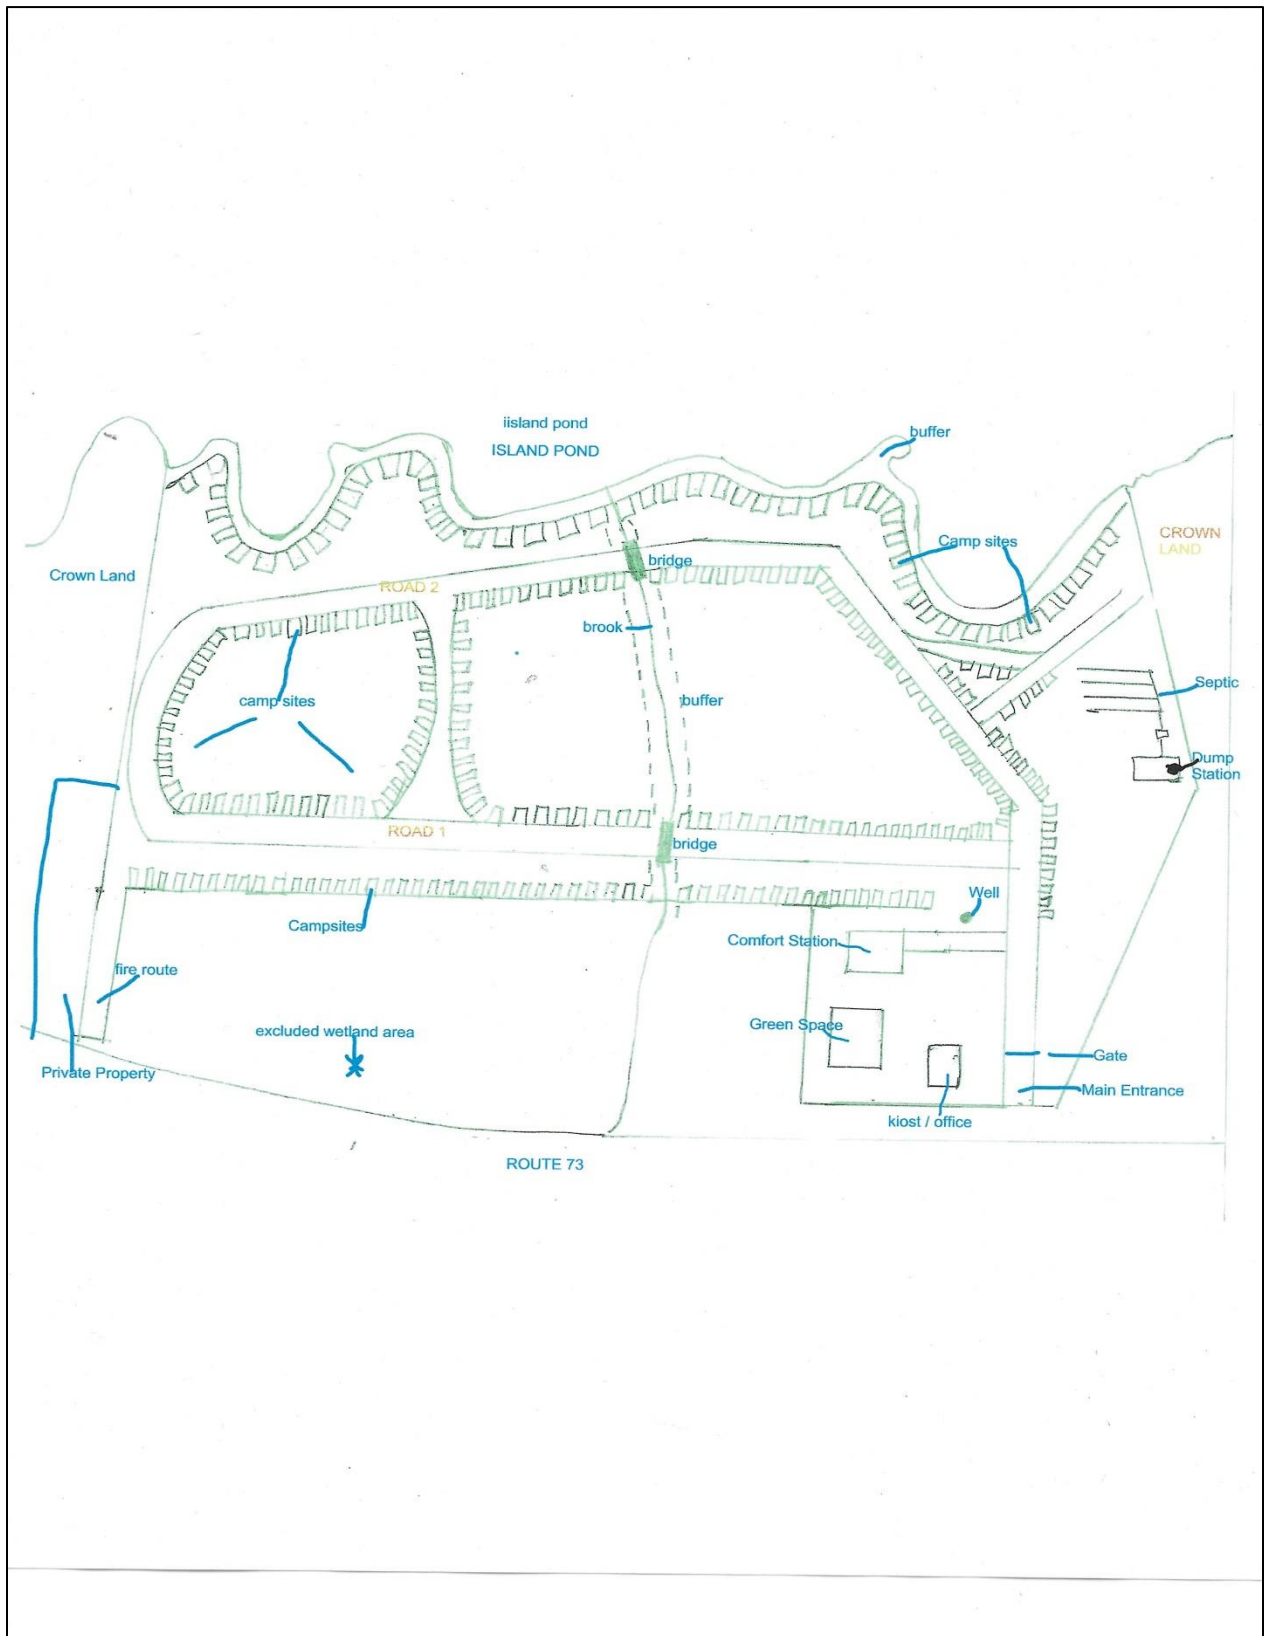 iisland pond
ISLAND POND
buffer
CROWN
LAND
Camp sites
bridge
Crown Land
ROAD 2
brook
Septic
camp sites
buffer
Dump
Station
ROAD 1
bridge
Well
Campsites
Comfort Station
fire route
Green Space
excluded wetland area
Gate
Private Property
Main Entrance
kiost / office
ROUTE 73